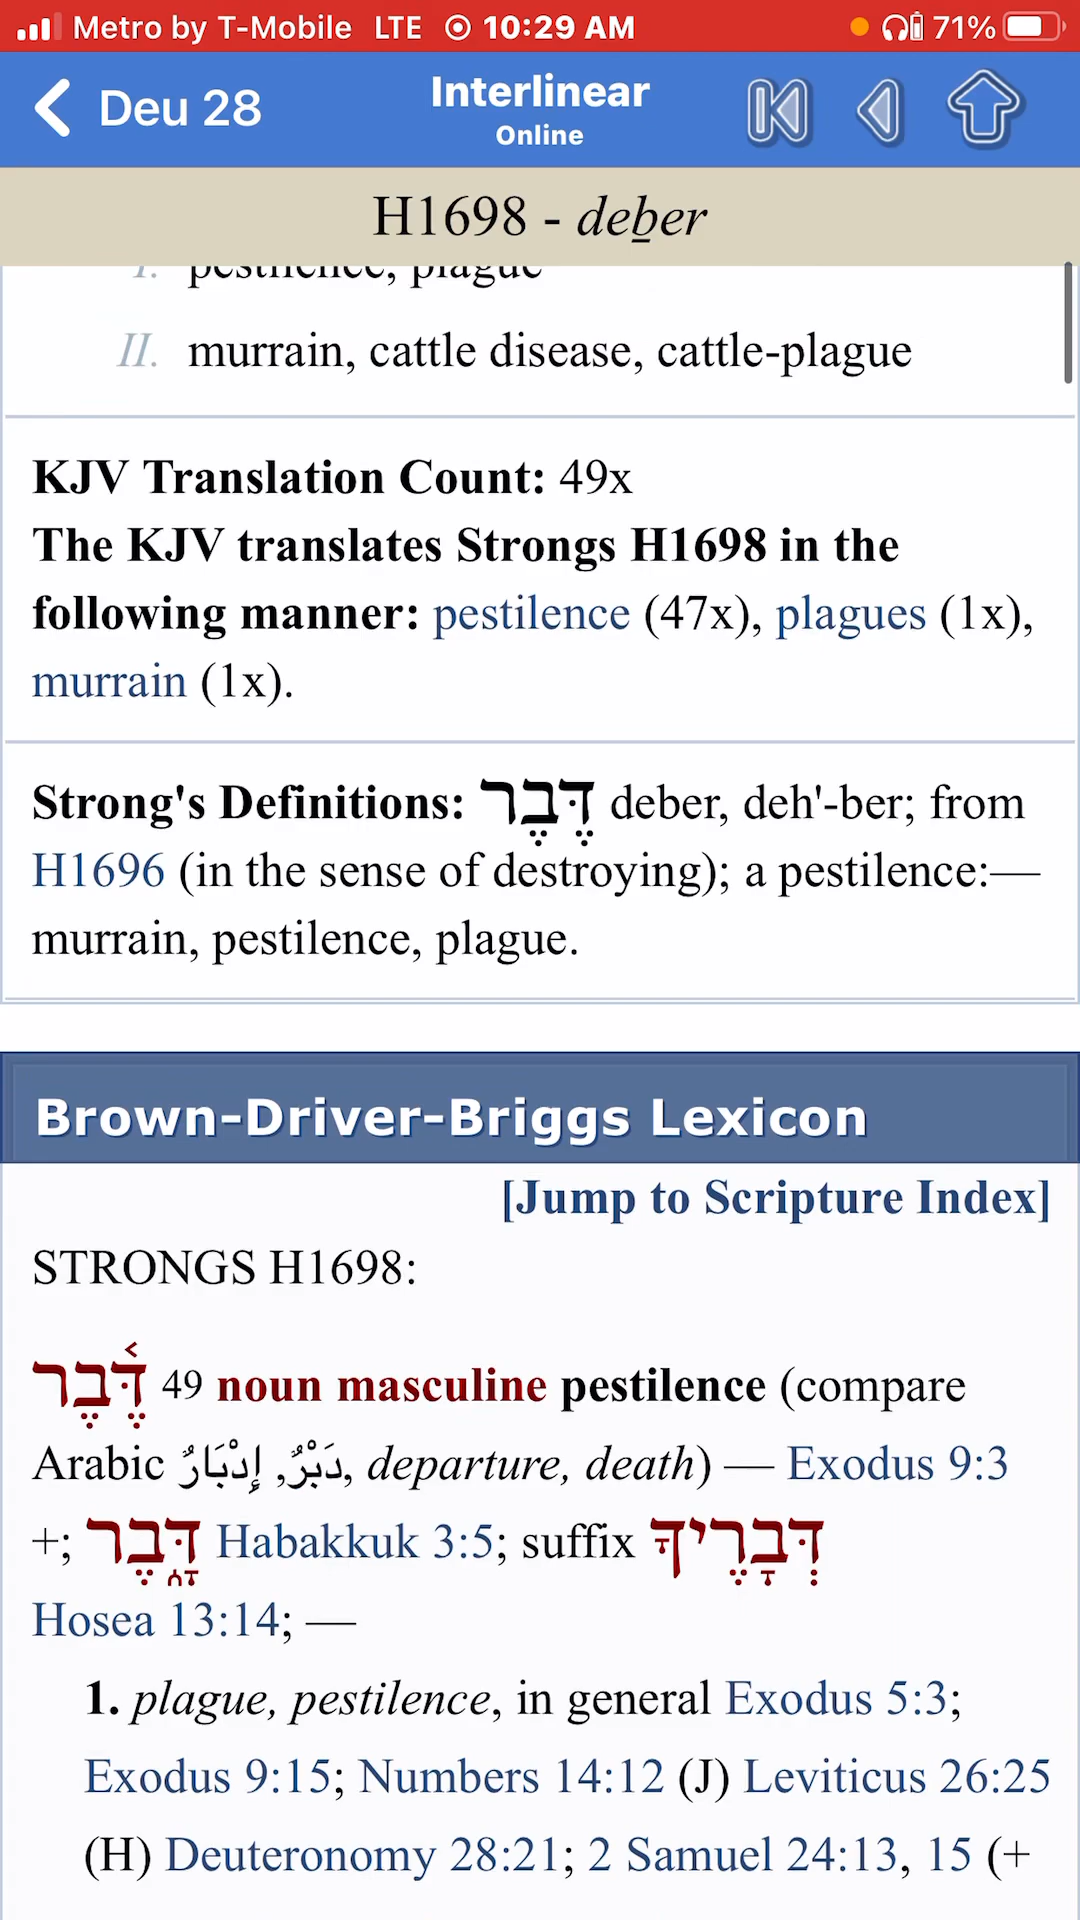 Metro by T-Mobile LTE 10:29 AM 71%
Deu 28
Interlinear
Online
H1698 - deḇer
I. pestilence, plague
II. murrain, cattle disease, cattle-plague
KJV Translation Count: 49x
The KJV translates Strongs H1698 in the
following manner: pestilence (47x), plagues (1x),
murrain (1x).
Strong's Definitions: דֶּבֶר deber, deh'-ber; from
H1696 (in the sense of destroying); a pestilence:—
murrain, pestilence, plague.
Brown-Driver-Briggs Lexicon
[Jump to Scripture Index]
STRONGS H1698:
דֶּ֫בֶר 49 noun masculine pestilence (compare
Arabic دَبْرٌ, إِدْبَارٌ, departure, death) — Exodus 9:3
+; דָּ֑בֶר Habakkuk 3:5; suffix דְּבָרֶיךָ
Hosea 13:14; —
1. plague, pestilence, in general Exodus 5:3;
Exodus 9:15; Numbers 14:12 (J) Leviticus 26:25
(H) Deuteronomy 28:21; 2 Samuel 24:13, 15 (+